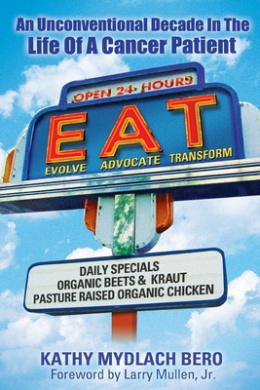 An Unconventional Decade In The
Life Of A Cancer Patient
OPEN 24 HOURS
EAT
EVOLVE ADVOCATE TRANSFORM
DAILY SPECIALS
ORGANIC BEETS & KRAUT
PASTURE RAISED ORGANIC CHICKEN
KATHY MYDLACH BERO
Foreword by Larry Mullen, Jr.